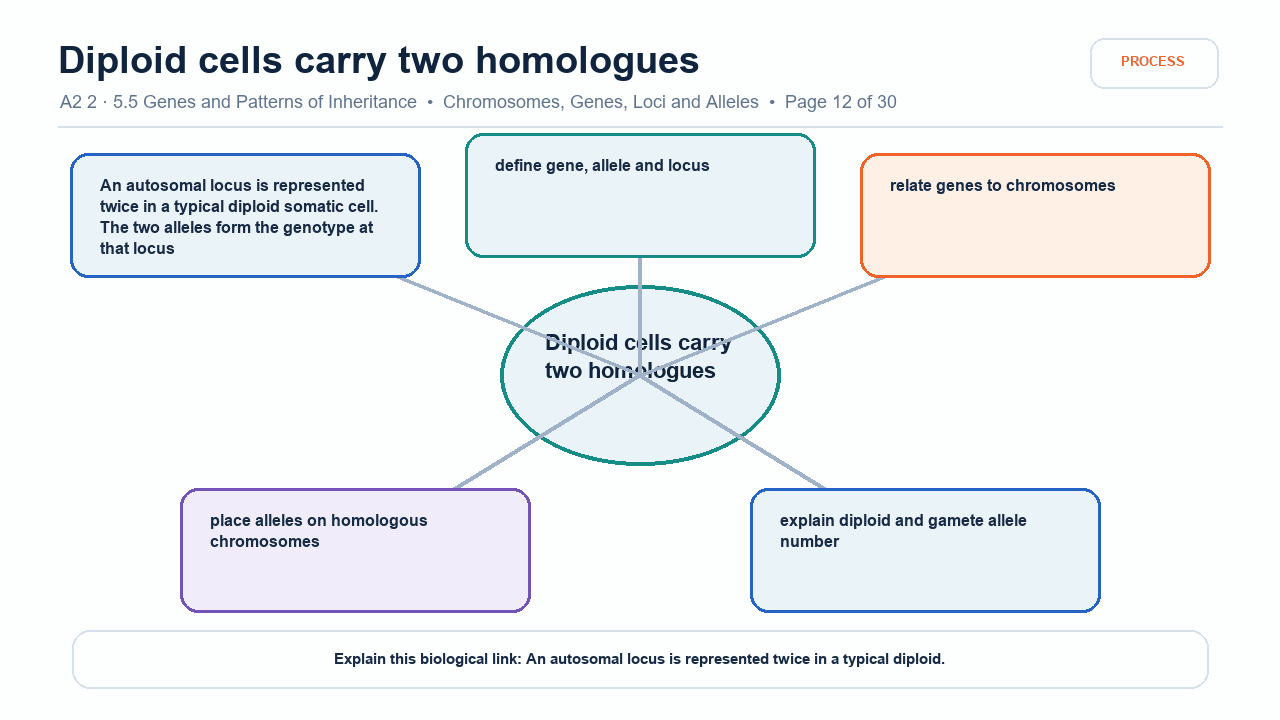 Diploid cells carry two homologues
PROCESS
A2 2 · 5.5 Genes and Patterns of Inheritance • Chromosomes, Genes, Loci and Alleles • Page 12 of 30
An autosomal locus is represented
twice in a typical diploid somatic cell.
The two alleles form the genotype at
that locus
define gene, allele and locus
relate genes to chromosomes
Diploid cells carry
two homologues
place alleles on homologous
chromosomes
explain diploid and gamete allele
number
Explain this biological link: An autosomal locus is represented twice in a typical diploid.